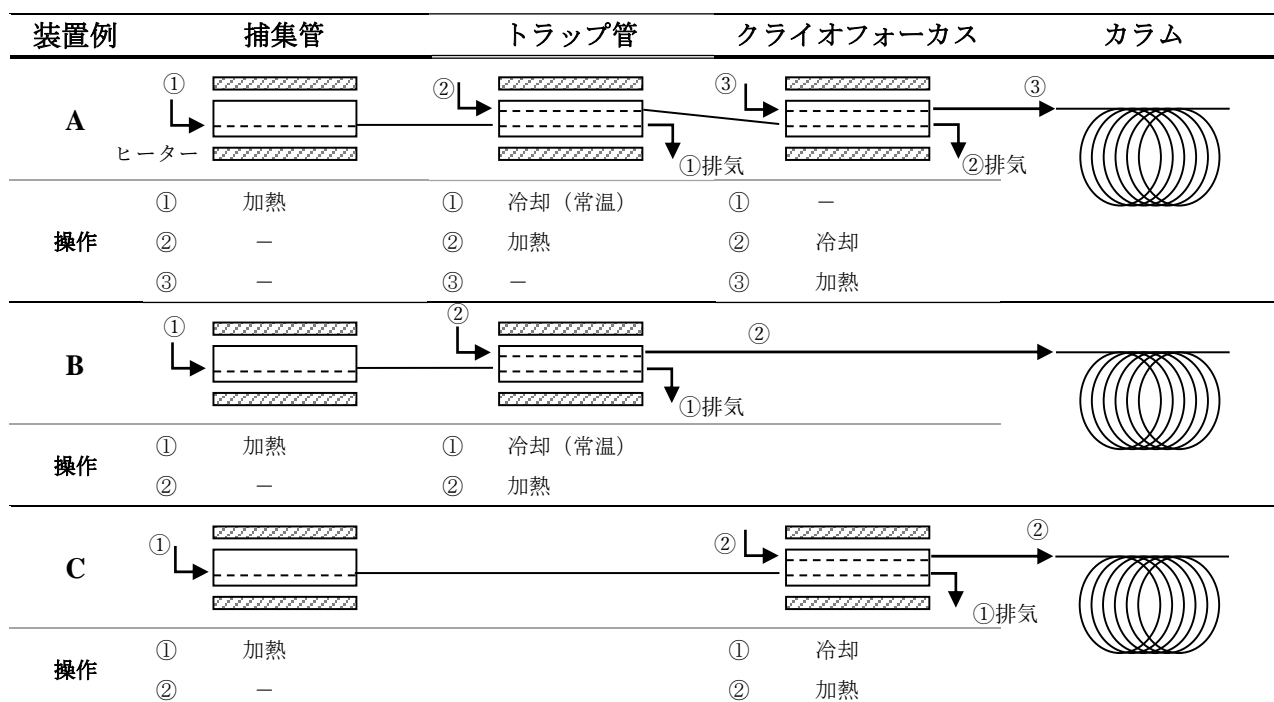 装置例 捕集管 トラップ管 クライオフォーカス カラム
① ② ③ ③
A
ヒーター ①排気 ②排気
① 加熱 ① 冷却（常温） ① －
操作 ② － ② 加熱 ② 冷却
③ － ③ － ③ 加熱
① ② ②
B
①排気
① 加熱 ① 冷却（常温）
操作
② － ② 加熱
① ② ②
C
①排気
① 加熱 ① 冷却
操作
② － ② 加熱